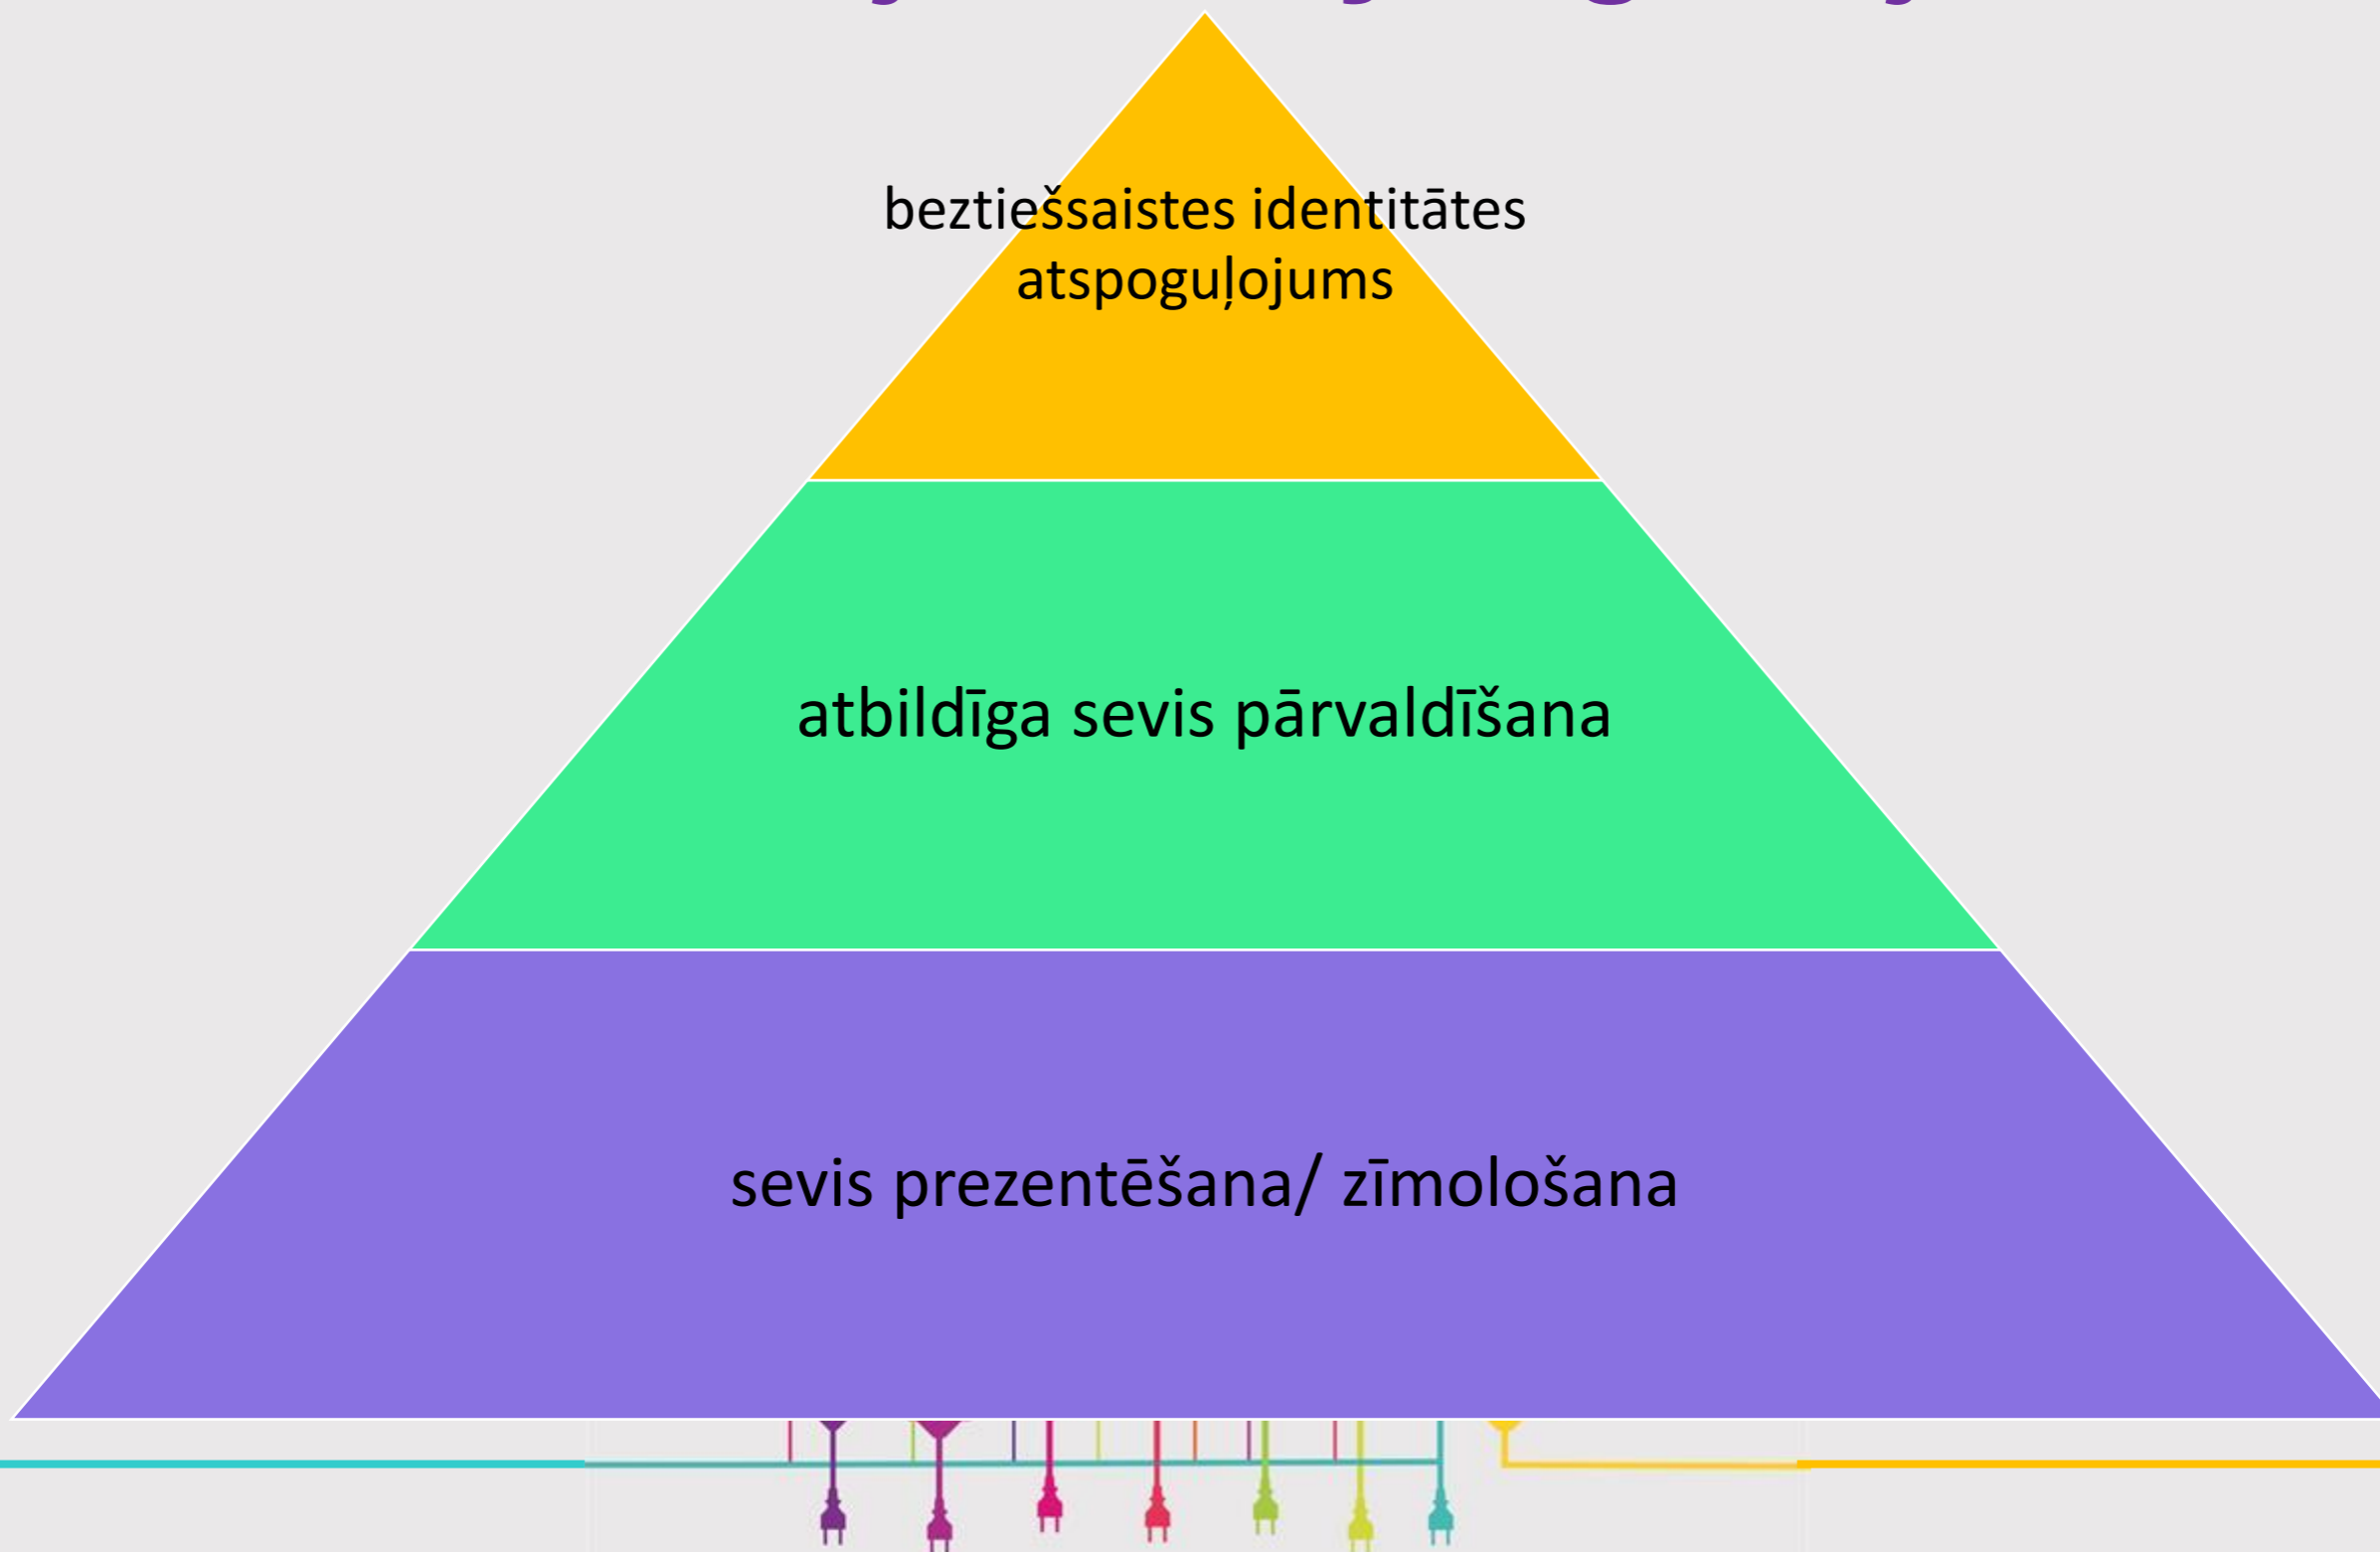 beztiešsaistes identitātes
atspoguļojums
atbildīga sevis pārvaldīšana
sevis prezentēšana/ zīmološana